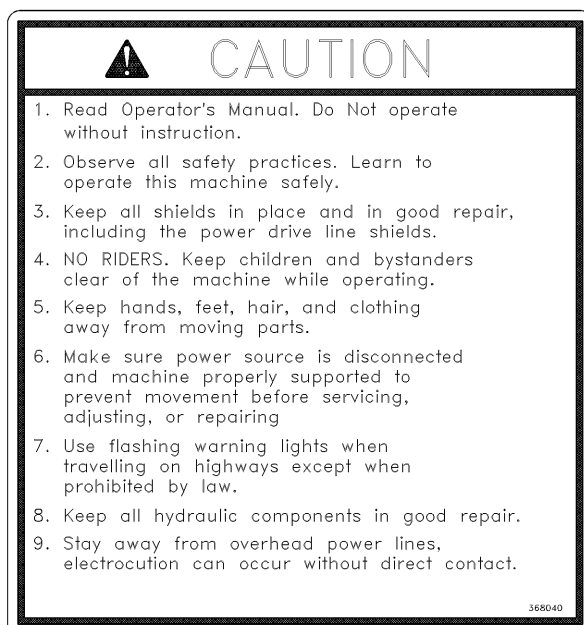 CAUTION
1. Read Operator's Manual. Do Not operate
without instruction.
2. Observe all safety practices. Learn to
operate this machine safely.
3. Keep all shields in place and in good repair,
including the power drive line shields.
4. NO RIDERS. Keep children and bystanders
clear of the machine while operating.
5. Keep hands, feet, hair, and clothing
away from moving parts.
6. Make sure power source is disconnected
and machine properly supported to
prevent movement before servicing,
adjusting, or repairing
7. Use flashing warning lights when
travelling on highways except when
prohibited by law.
8. Keep all hydraulic components in good repair.
9. Stay away from overhead power lines,
electrocution can occur without direct contact.
368040